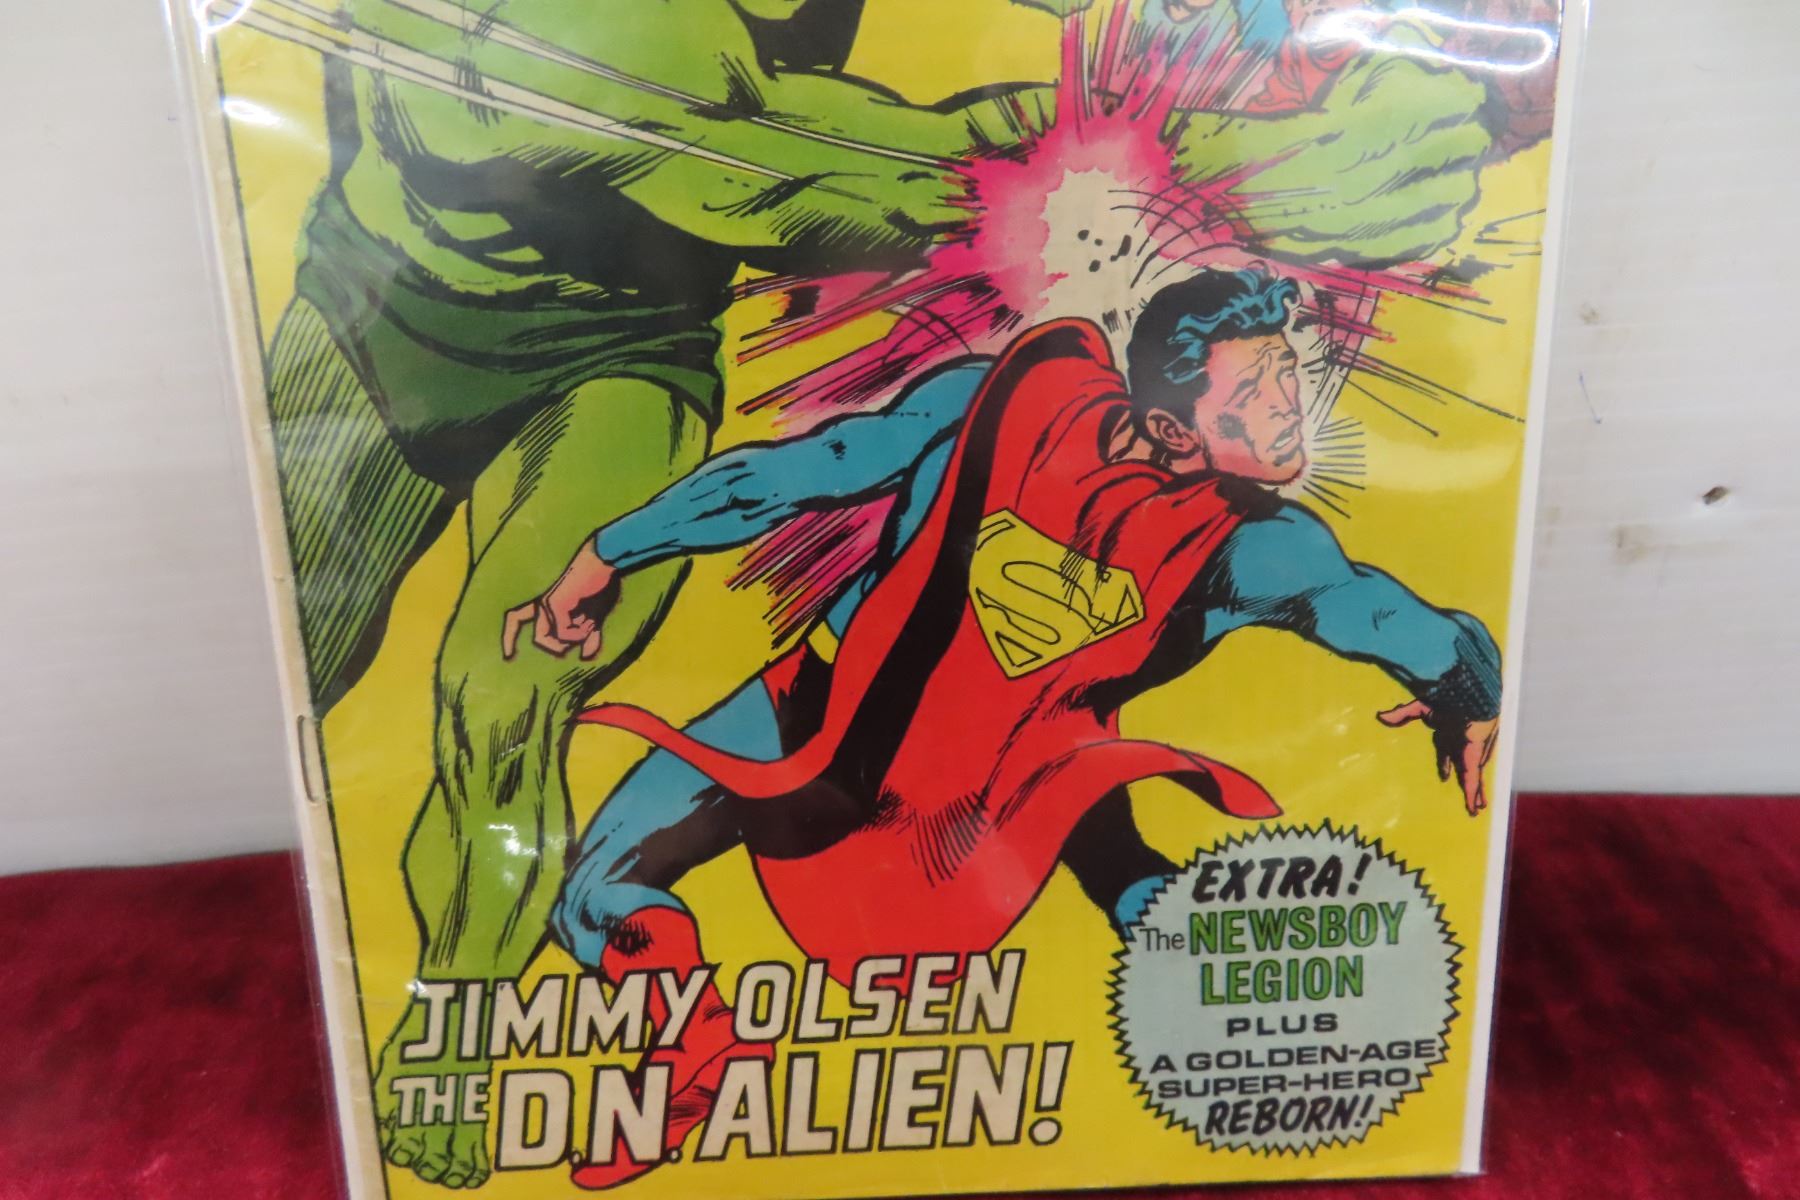 S
JIMMY OLSEN
THE D.N.ALIEN!
EXTRA!
The NEWSBOY
LEGION
PLUS
A GOLDEN-AGE
SUPER-HERO
REBORN!